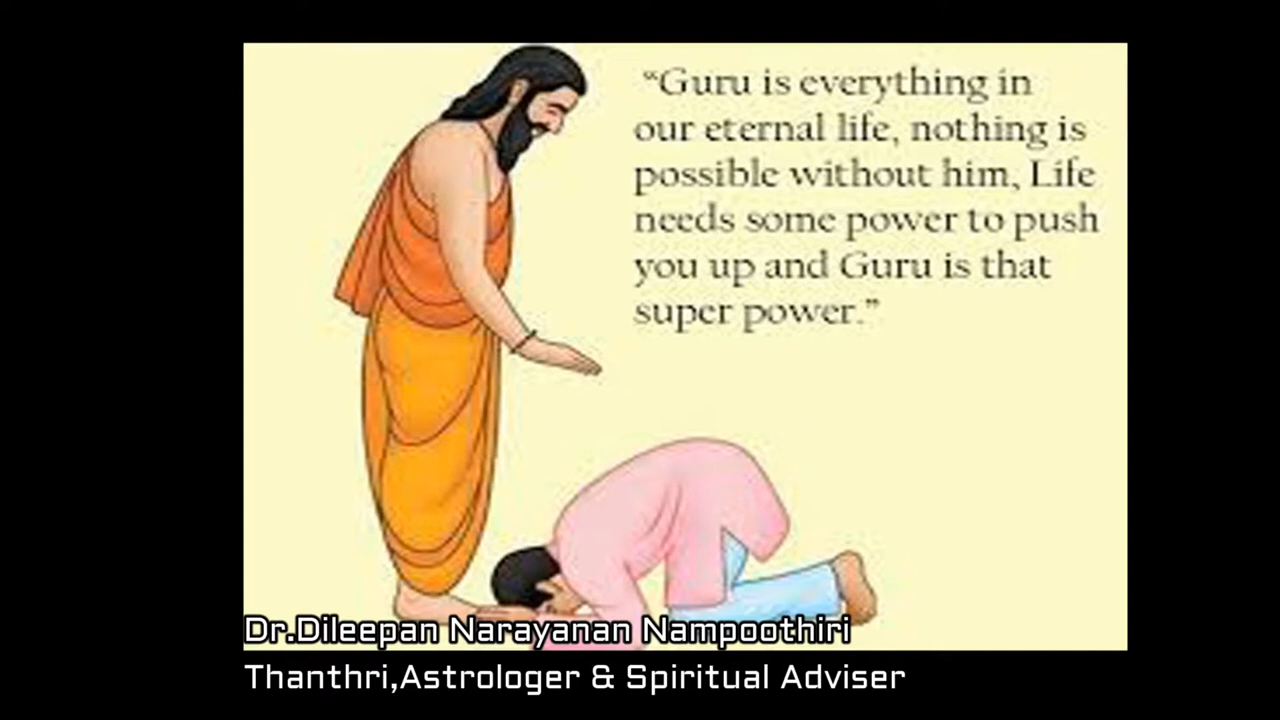 “Guru is everything in
our eternal life, nothing is
possible without him, Life
needs some power to push
you up and Guru is that
super power.”
Dr.Dileepan Narayanan Nampoothiri
Thanthri,Astrologer & Spiritual Adviser